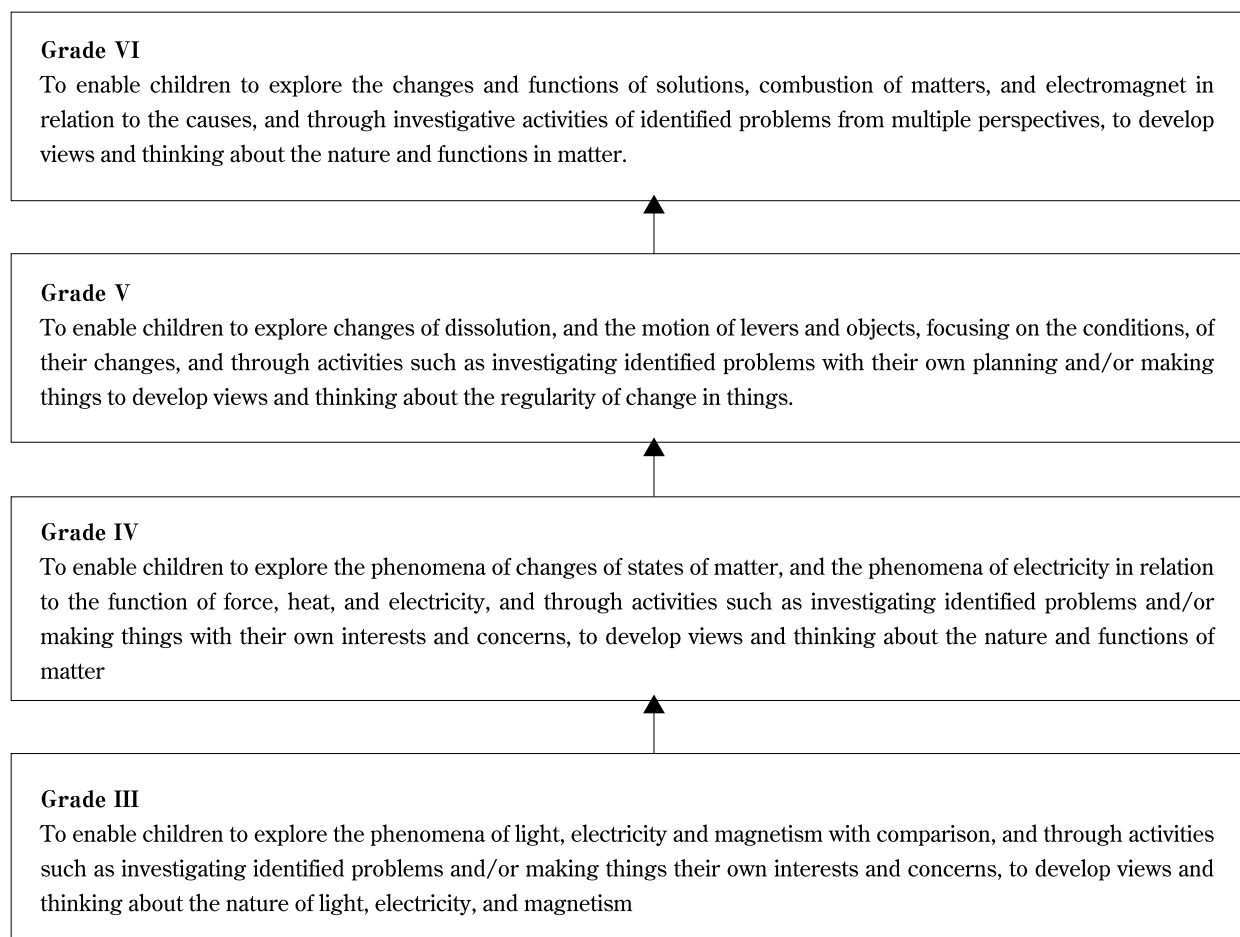 Grade VI
To enable children to explore the changes and functions of solutions, combustion of matters, and electromagnet in
relation to the causes, and through investigative activities of identified problems from multiple perspectives, to develop
views and thinking about the nature and functions in matter.
Grade V
To enable children to explore changes of dissolution, and the motion of levers and objects, focusing on the conditions, of
their changes, and through activities such as investigating identified problems with their own planning and/or making
things to develop views and thinking about the regularity of change in things.
Grade IV
To enable children to explore the phenomena of changes of states of matter, and the phenomena of electricity in relation
to the function of force, heat, and electricity, and through activities such as investigating identified problems and/or
making things with their own interests and concerns, to develop views and thinking about the nature and functions of
matter
Grade III
To enable children to explore the phenomena of light, electricity and magnetism with comparison, and through activities
such as investigating identified problems and/or making things their own interests and concerns, to develop views and
thinking about the nature of light, electricity, and magnetism